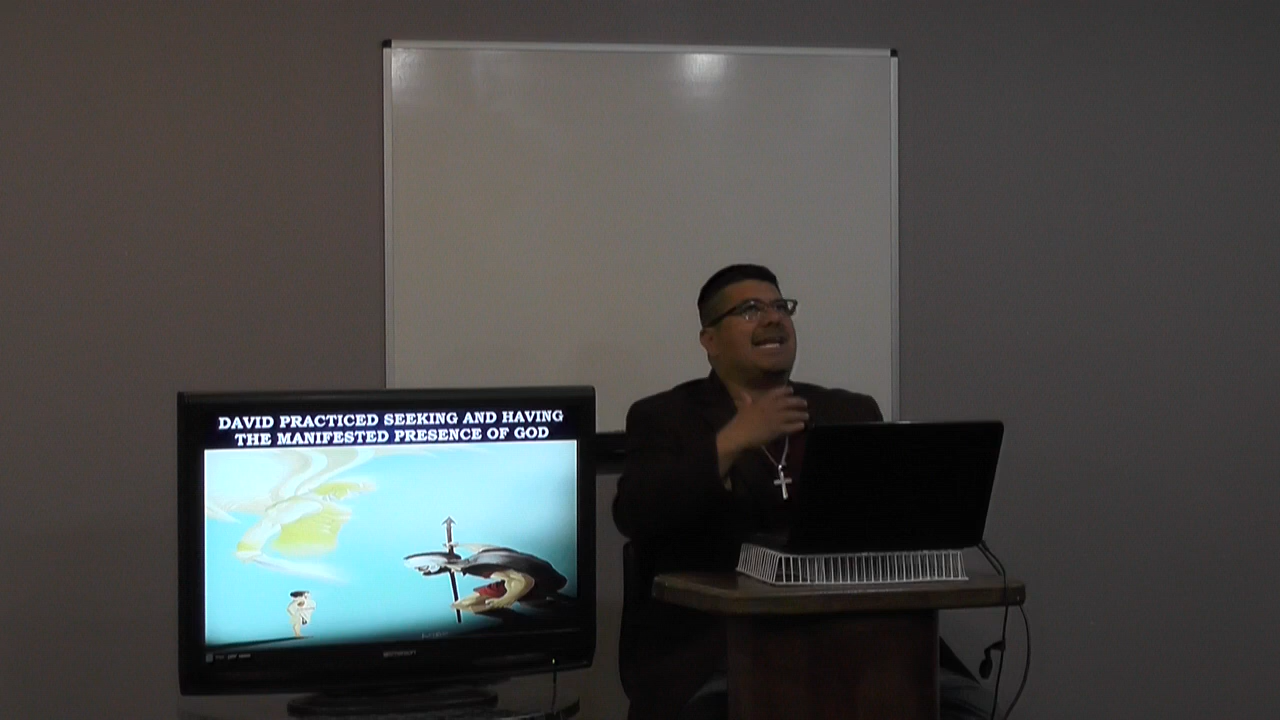 DAVID PRACTICED SEEKING AND HAVING
THE MANIFESTED PRESENCE OF GOD